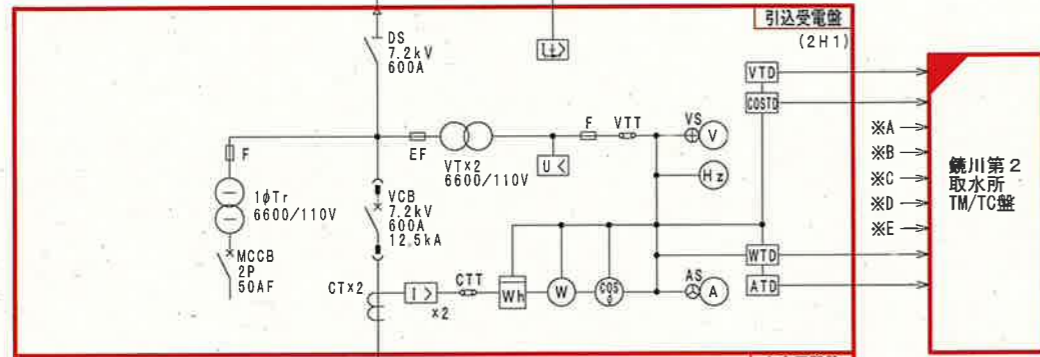 引込受電盤
(2H1)
DS
7.2kV
600A
I⏚>
VTD
COSTD
F
EF
VT×2
6600/110V
U<
F
VTT
VS
V
Hz
1φTr
6600/110V
MCCB
2P
50AF
VCB
7.2kV
600A
12.5kA
CT×2
I>
×2
CTT
Wh
W
COS
φ
AS
A
WTD
ATD
※A
※B
※C
※D
※E
鏡川第2
取水所
TM/TC盤